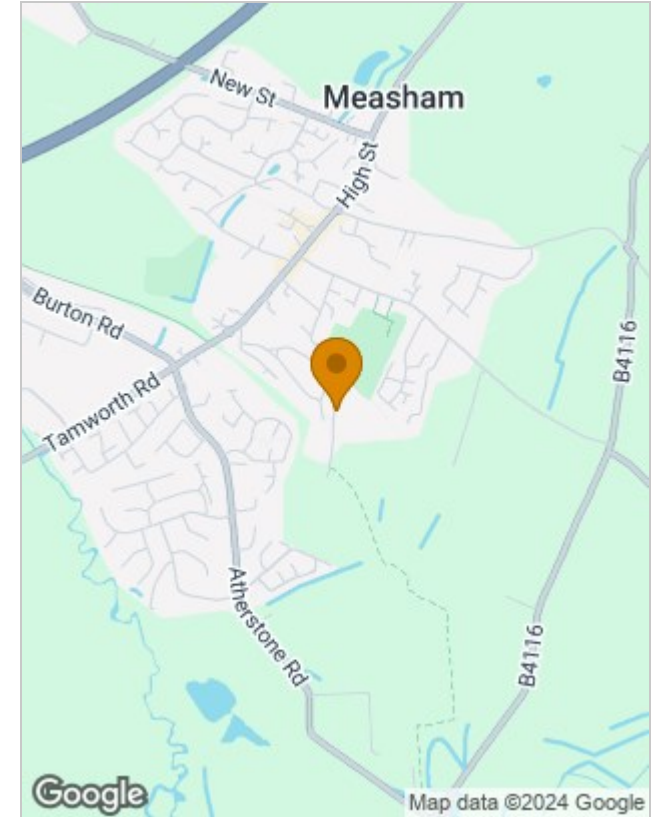 New St
Measham
High St
Burton Rd
B4116
Tamworth Rd
Atherstone Rd
B4116
Google
Map data ©2024 Google